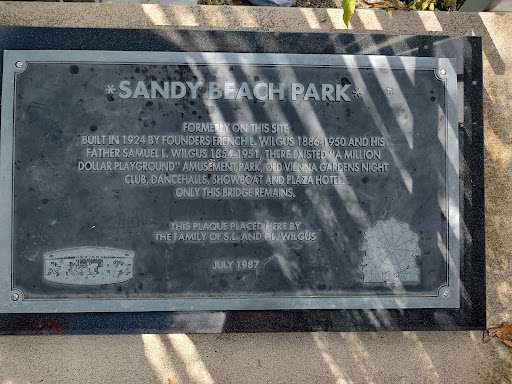 *SANDY BEACH PARK*
FORMERLY ON THIS SITE
BUILT IN 1924 BY FOUNDERS FRENCH L. WILGUS 1886-1950 AND HIS
FATHER SAMUEL L. WILGUS 1854-1951, THERE EXISTED "A MILLION
DOLLAR PLAYGROUND" AMUSEMENT PARK, OLD VIENNA GARDENS NIGHT
CLUB, DANCEHALLS, SHOWBOAT AND PLAZA HOTEL.
ONLY THIS BRIDGE REMAINS.
THIS PLAQUE PLACED HERE BY
THE FAMILY OF S.L. AND F.L. WILGUS
JULY 1987